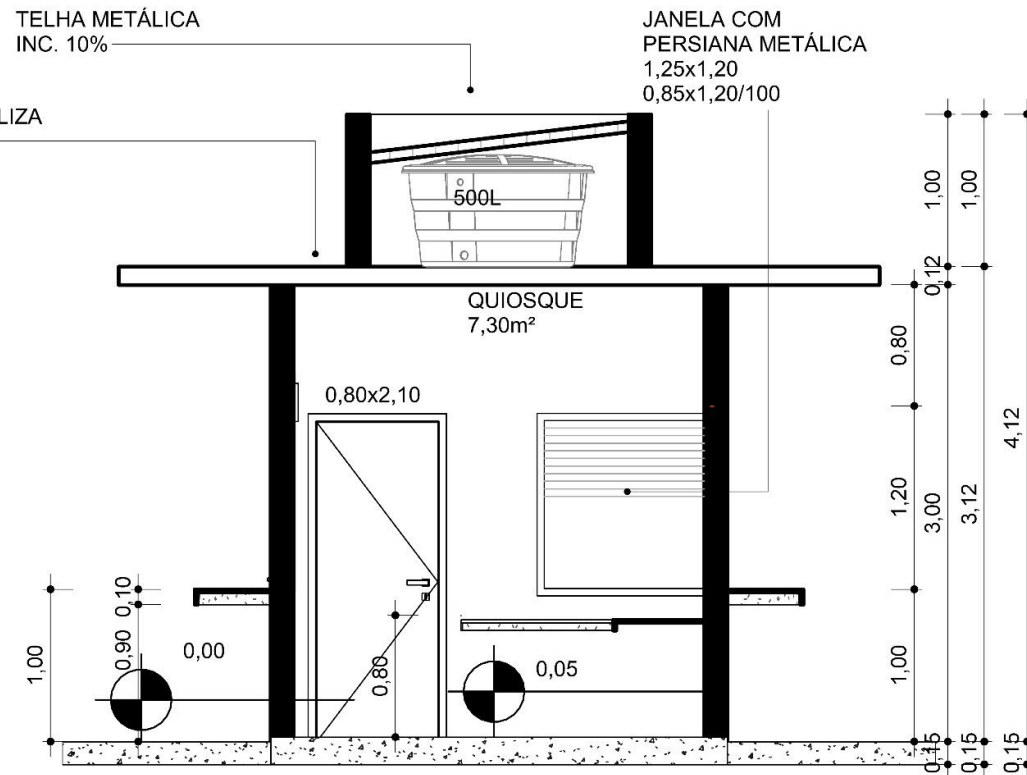 TELHA METÁLICA
INC. 10%
JANELA COM
PERSIANA METÁLICA
1,25x1,20
0,85x1,20/100
LIZA
500L
QUIOSQUE
7,30m²
0,80x2,10
0,00
0,05
1,00
0,10
0,90
0,80
0,80
1,20
1,00
1,00
0,12
3,00
0,15
1,00
3,12
0,15
4,12
0,15